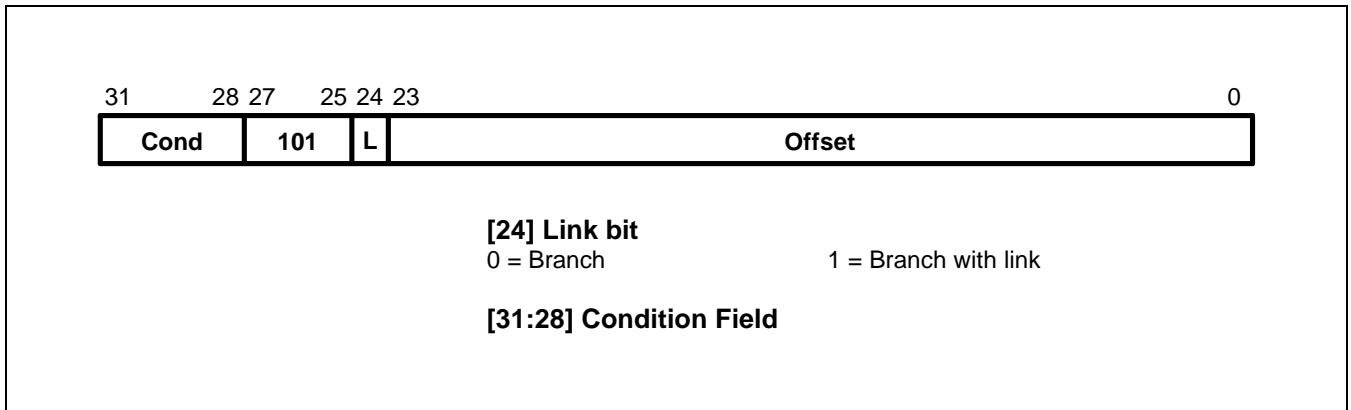 31 28 27 25 24 23 0
Cond 101 L Offset
[24] Link bit
0 = Branch 1 = Branch with link
[31:28] Condition Field